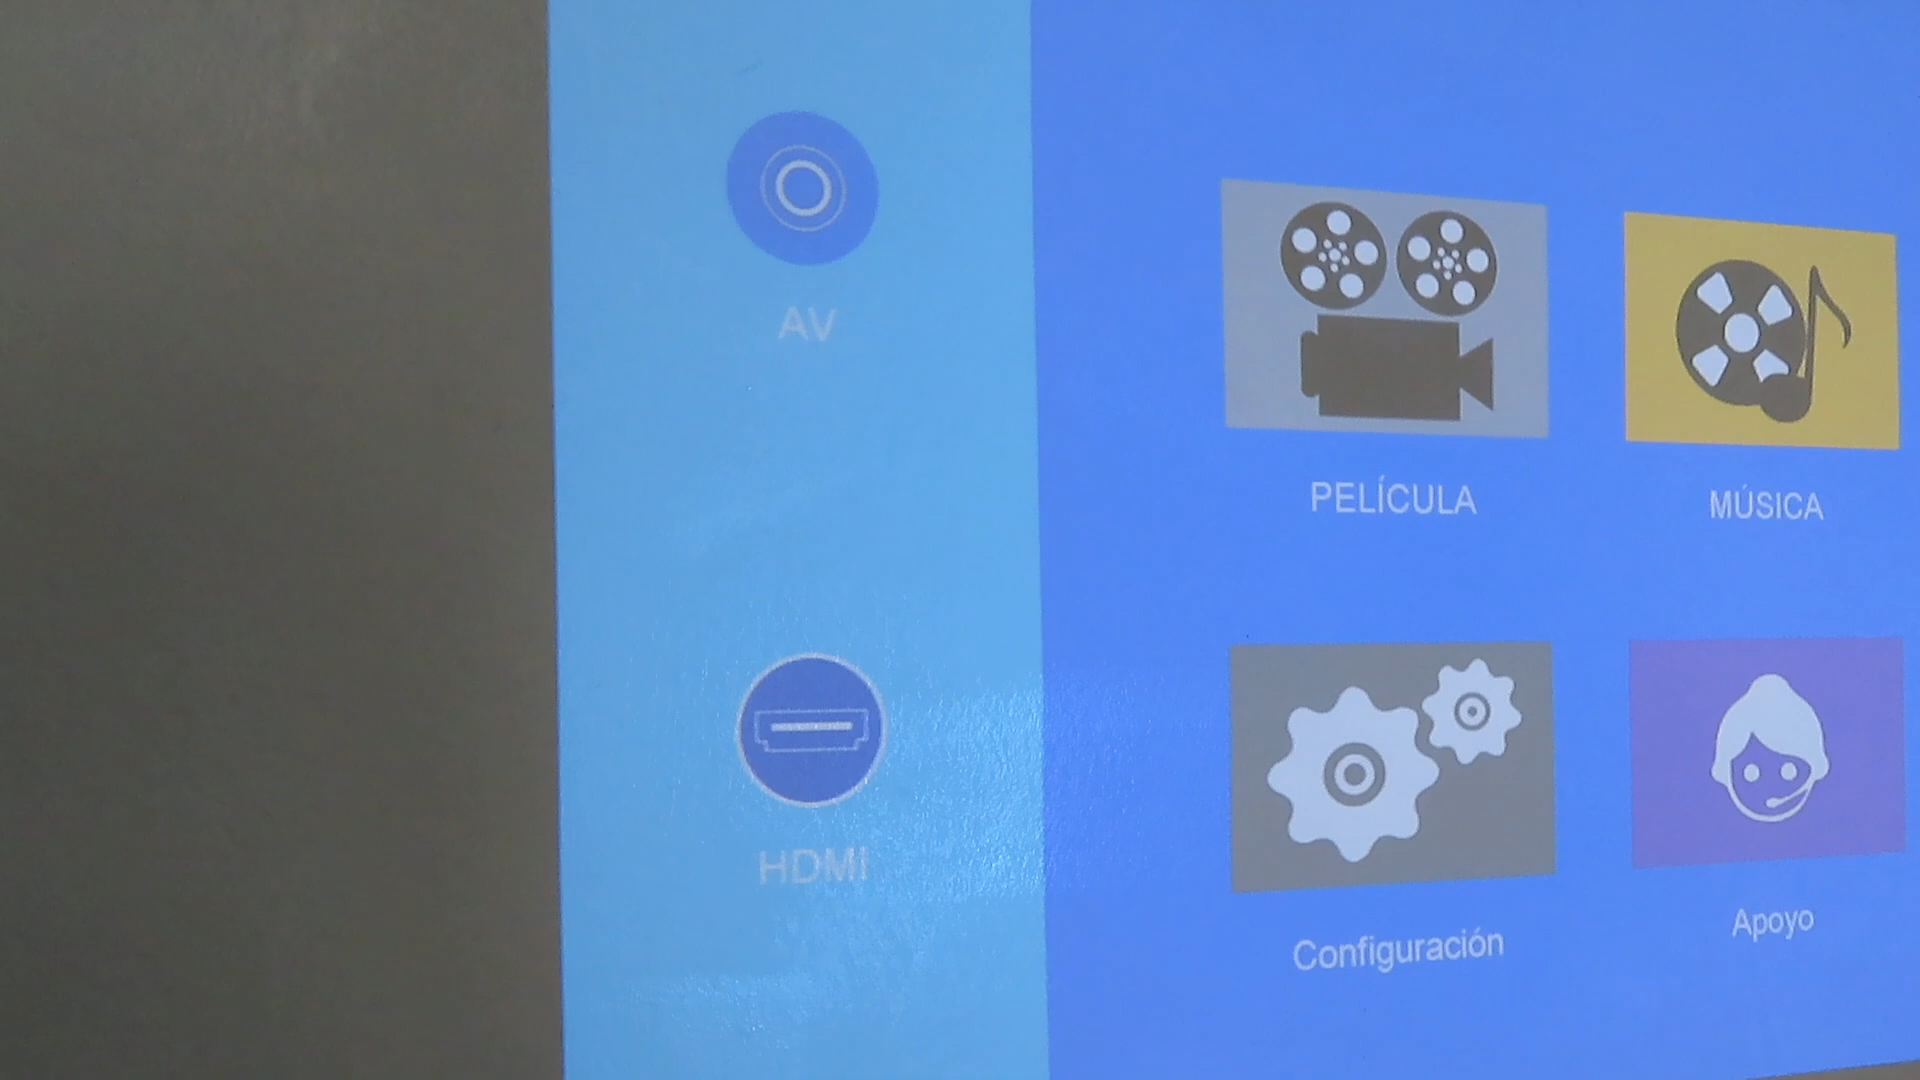 AV
HDMI
PELÍCULA
MÚSICA
Configuración
Apoyo